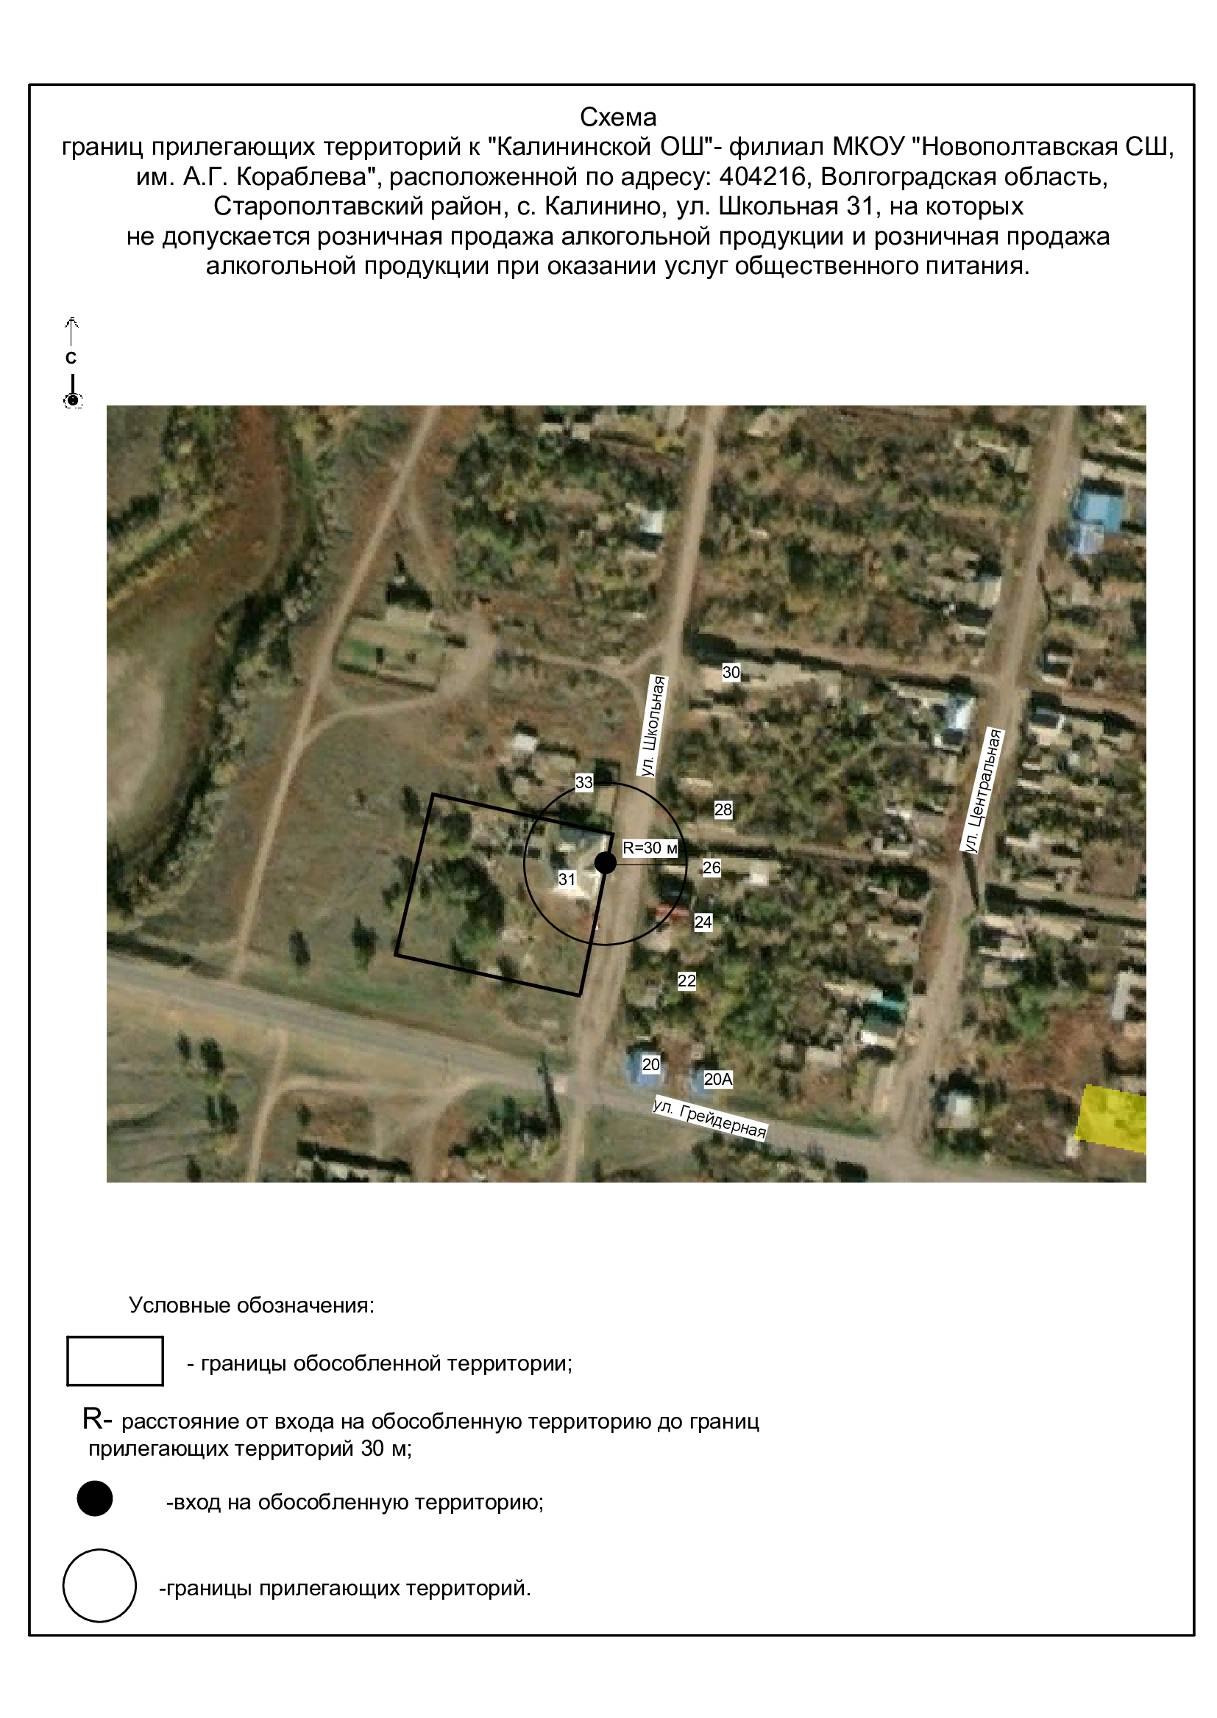 Схема
границ прилегающих территорий к "Калининской ОШ"- филиал МКОУ "Новополтавская СШ,
им. А.Г. Кораблева", расположенной по адресу: 404216, Волгоградская область,
Старополтавский район, с. Калинино, ул. Школьная 31, на которых
не допускается розничная продажа алкогольной продукции и розничная продажа
алкогольной продукции при оказании услуг общественного питания.
С
30
ул. Школьная
ул. Центральная
33
28
R=30 м
26
31
24
22
20
20А
ул. Грейдерная
Условные обозначения:
- границы обособленной территории;
R- расстояние от входа на обособленную территорию до границ
прилегающих территорий 30 м;
-вход на обособленную территорию;
-границы прилегающих территорий.